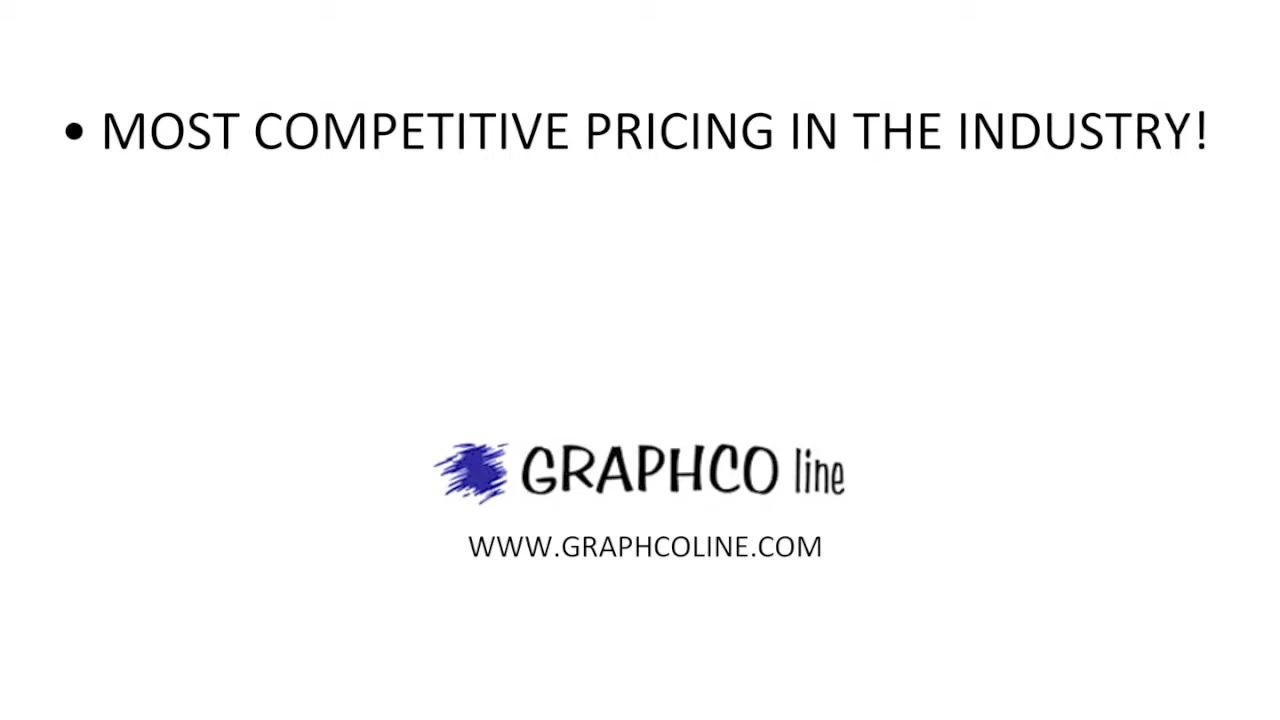 • MOST COMPETITIVE PRICING IN THE INDUSTRY!
GRAPHCO line
WWW.GRAPHCOLINE.COM